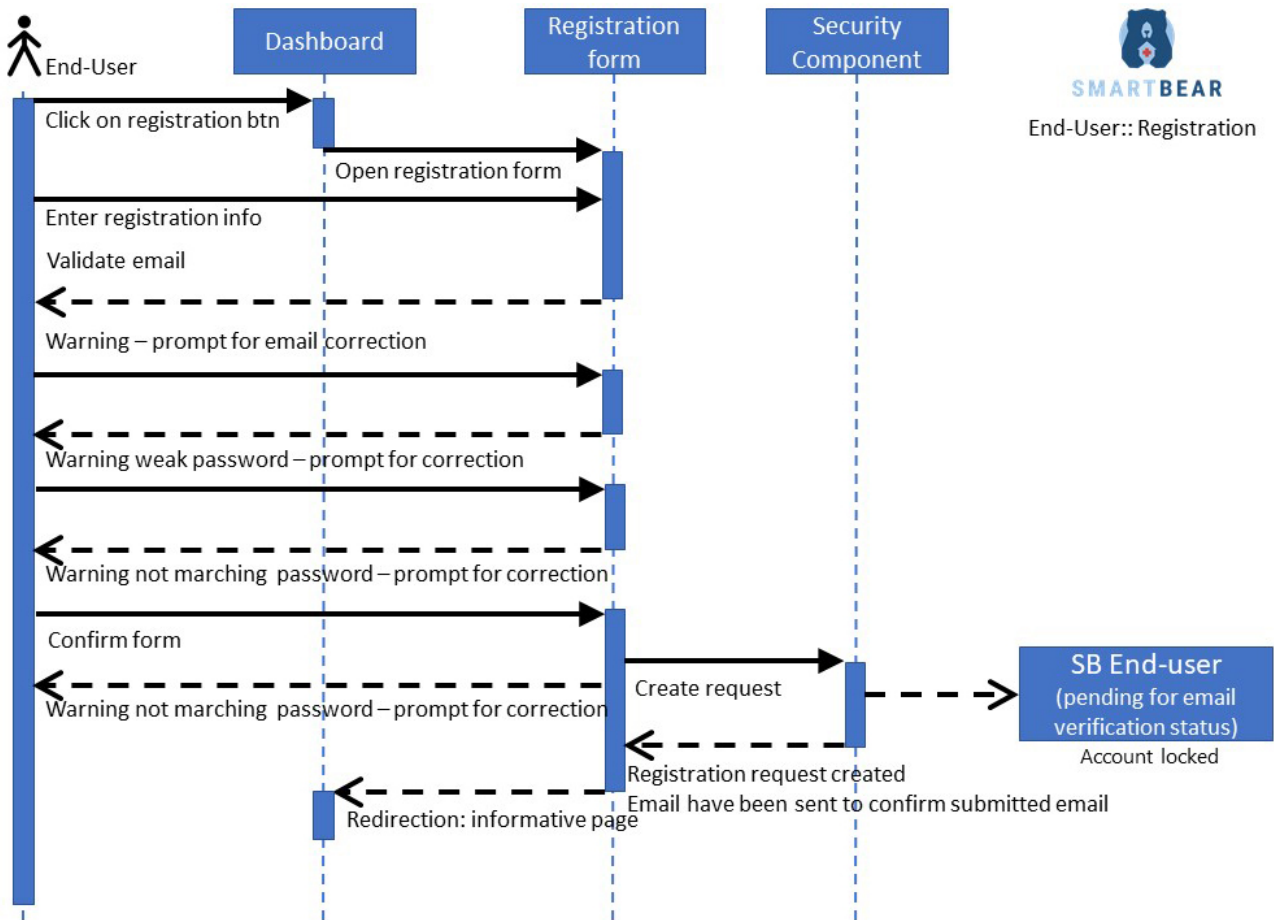 End-User
Dashboard
Registration
form
Security
Component
SMARTBEAR
End-User:: Registration
Click on registration btn
Open registration form
Enter registration info
Validate email
Warning – prompt for email correction
Warning weak password – prompt for correction
Warning not marching password – prompt for correction
Confirm form
Create request
SB End-user
(pending for email
verification status)
Account locked
Warning not marching password – prompt for correction
Registration request created
Email have been sent to confirm submitted email
Redirection: informative page